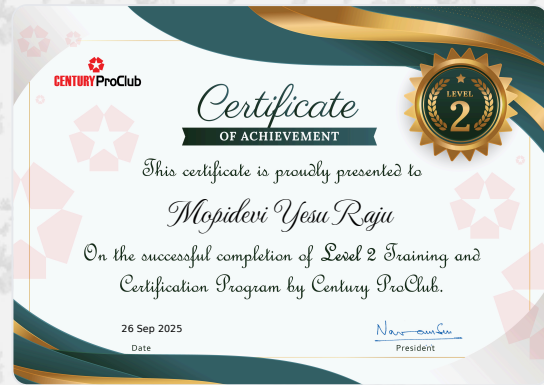 CENTURY ProClub
LEVEL
2
Certificate
OF ACHIEVEMENT
This certificate is proudly presented to
Mopidevi Yesu Raju
On the successful completion of Level 2 Training and
Certification Program by Century ProClub.
26 Sep 2025
Date
President